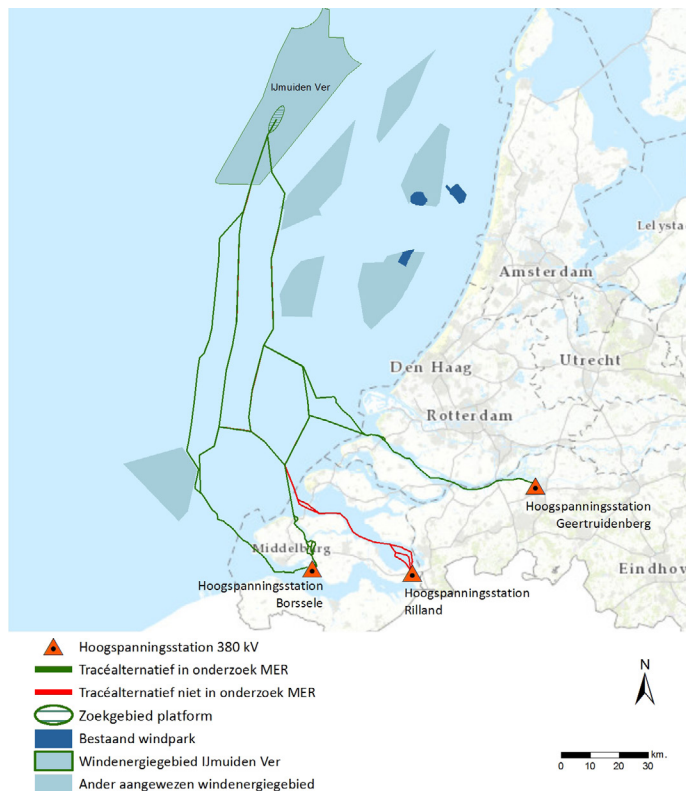 IJmuiden Ver
Lelysta
Amsterdam
Utrecht
Den Haag
Rotterdam
Hoogspanningsstation
Geertruidenberg
Middelburg
Eindhov
Hoogspanningsstation
Borssele
Hoogspanningsstation
Rilland
Hoogspanningsstation 380 kV
Tracéalternatief in onderzoek MER
Tracéalternatief niet in onderzoek MER
Zoekgebied platform
Bestaand windpark
Windenergiegebied IJmuiden Ver
Ander aangewezen windenergiegebied
N
km.
0 10 20 30